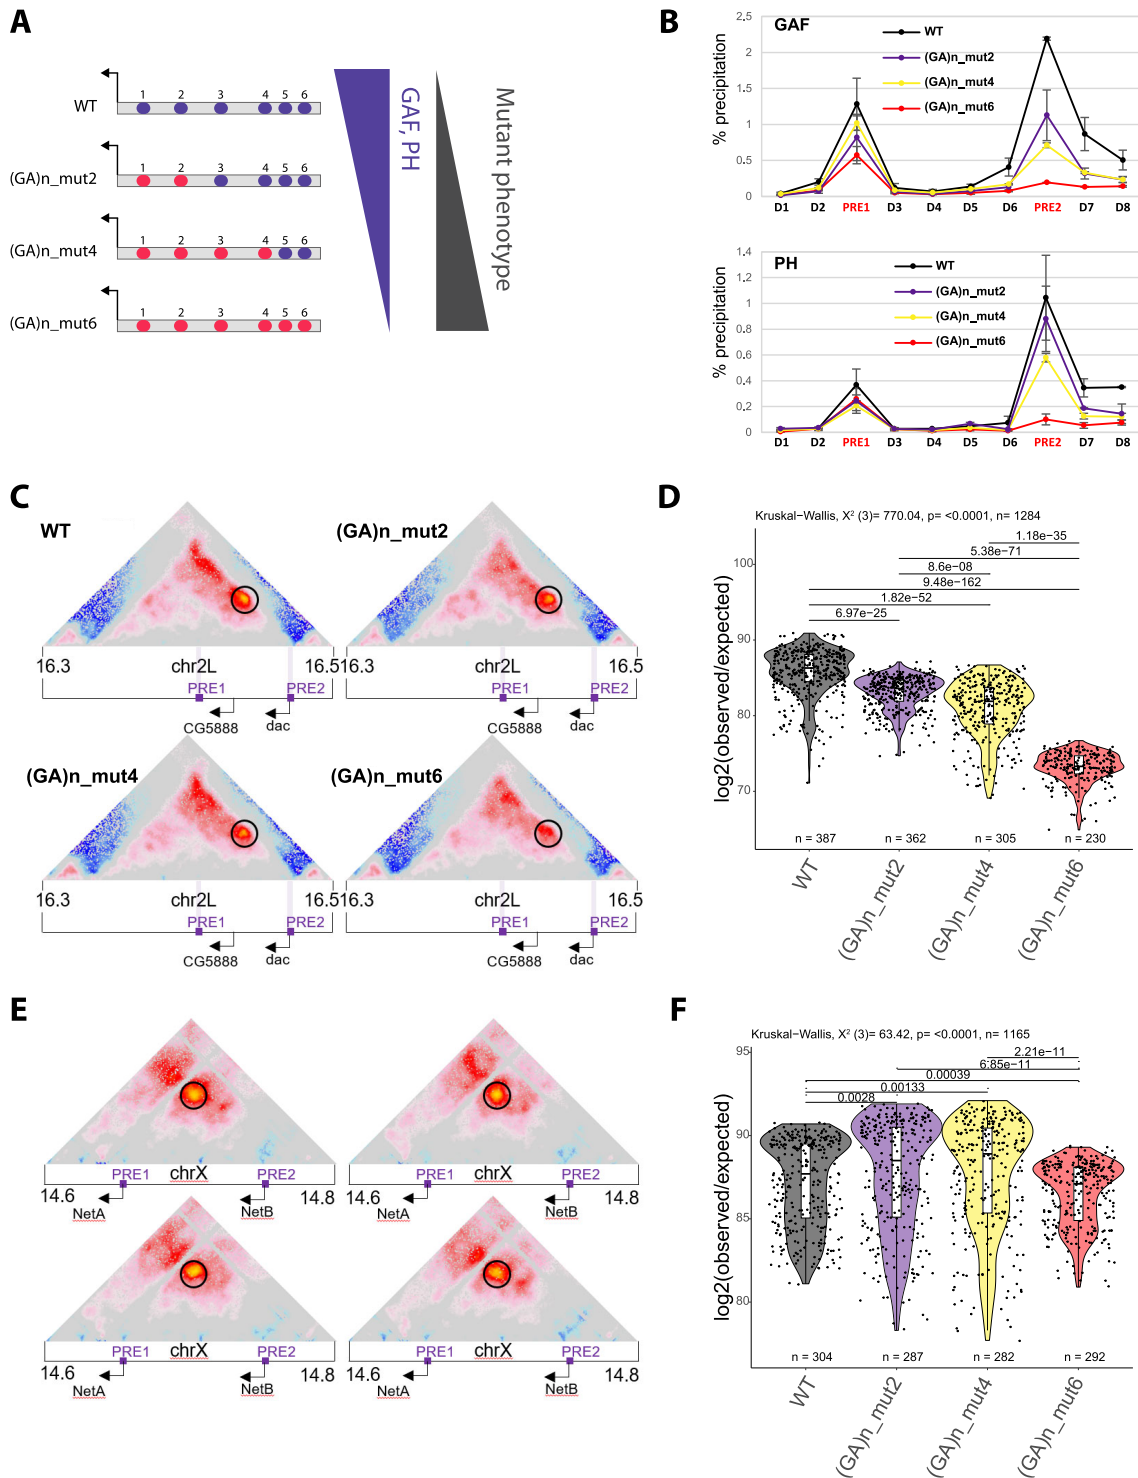 A
WT
1 2 3 4 5 6
(GA)n_mut2
1 2 3 4 5 6
(GA)n_mut4
1 2 3 4 5 6
(GA)n_mut6
1 2 3 4 5 6
GAF, PH
Mutant phenotype
B
GAF
WT
(GA)n_mut2
(GA)n_mut4
(GA)n_mut6
% precipitation
2.5
2
1.5
1
0.5
0
D1 D2 PRE1 D3 D4 D5 D6 PRE2 D7 D8
PH
WT
(GA)n_mut2
(GA)n_mut4
(GA)n_mut6
% precipitation
1.4
1.2
1
0.8
0.6
0.4
0.2
0
D1 D2 PRE1 D3 D4 D5 D6 PRE2 D7 D8
C
WT
(GA)n_mut2
16.3 chr2L 16.5
PRE1 PRE2
CG5888 dac
16.3 chr2L 16.5
PRE1 PRE2
CG5888 dac
(GA)n_mut4
(GA)n_mut6
16.3 chr2L 16.5
PRE1 PRE2
CG5888 dac
16.3 chr2L 16.5
PRE1 PRE2
CG5888 dac
D
Kruskal−Wallis, X² (3)= 770.04, p= <0.0001, n= 1284
1.18e−35
5.38e−71
8.6e−08
9.48e−162
1.82e−52
6.97e−25
log2(observed/expected)
100
90
80
70
n = 387 n = 362 n = 305 n = 230
WT
(GA)n_mut2
(GA)n_mut4
(GA)n_mut6
E
PRE1 chrX PRE2
14.6 14.8
NetA NetB
PRE1 chrX PRE2
14.6 14.8
NetA NetB
PRE1 chrX PRE2
14.6 14.8
NetA NetB
PRE1 chrX PRE2
14.6 14.8
NetA NetB
F
Kruskal−Wallis, X² (3)= 63.42, p= <0.0001, n= 1165
2.21e−11
6.85e−11
0.00039
0.00133
0.0028
log2(observed/expected)
95
90
85
80
n = 304 n = 287 n = 282 n = 292
WT
(GA)n_mut2
(GA)n_mut4
(GA)n_mut6